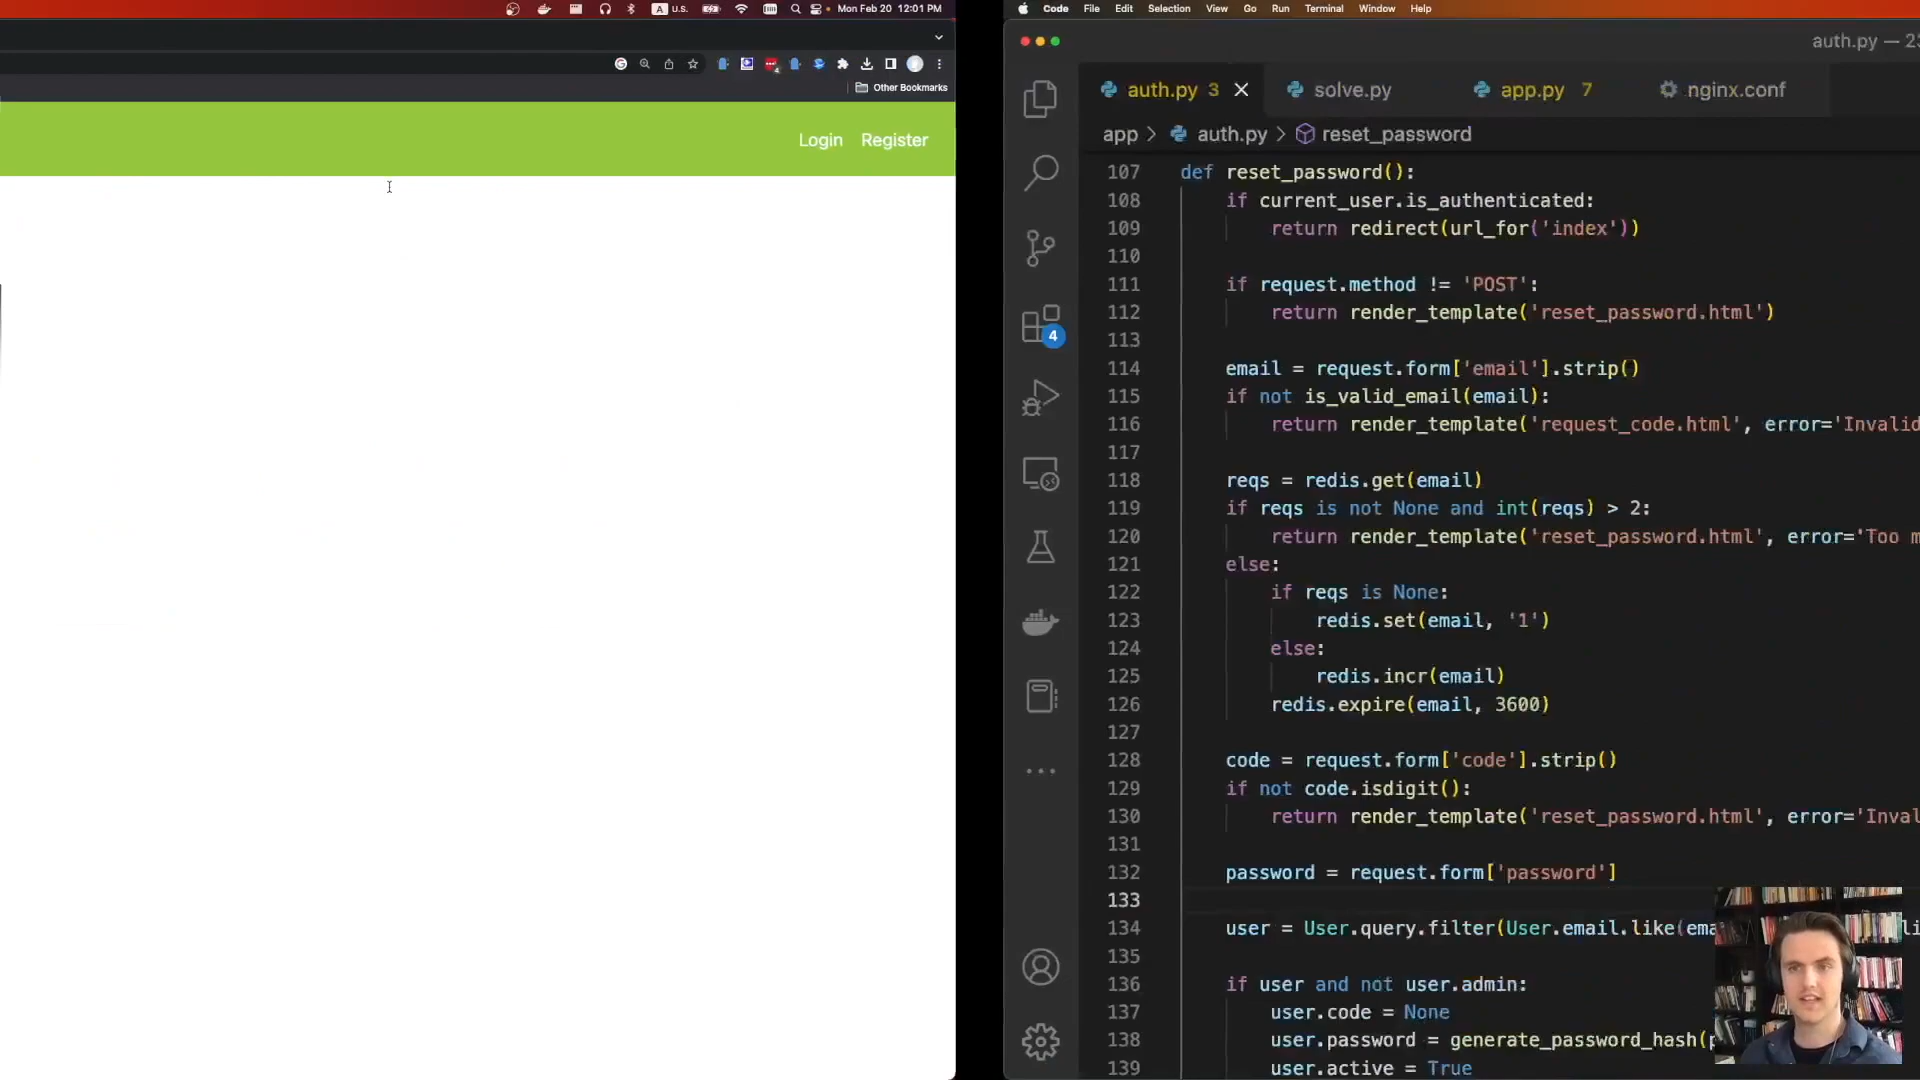 U.S.
Mon Feb 20 12:01 PM
Other Bookmarks
Login Register
Code File Edit Selection View Go Run Terminal Window Help
auth.py — 23
auth.py 3
solve.py
app.py 7
nginx.conf
app > auth.py > reset_password
107 def reset_password():
108 if current_user.is_authenticated:
109 return redirect(url_for('index'))
110
111 if request.method != 'POST':
112 return render_template('reset_password.html')
113
114 email = request.form['email'].strip()
115 if not is_valid_email(email):
116 return render_template('request_code.html', error='Invalid
117
118 reqs = redis.get(email)
119 if reqs is not None and int(reqs) > 2:
120 return render_template('reset_password.html', error='Too m
121 else:
122 if reqs is None:
123 redis.set(email, '1')
124 else:
125 redis.incr(email)
126 redis.expire(email, 3600)
127
128 code = request.form['code'].strip()
129 if not code.isdigit():
130 return render_template('reset_password.html', error='Inval
131
132 password = request.form['password']
133
134 user = User.query.filter(User.email.like(ema
135
136 if user and not user.admin:
137 user.code = None
138 user.password = generate_password_hash(p
139 user.active = True
4